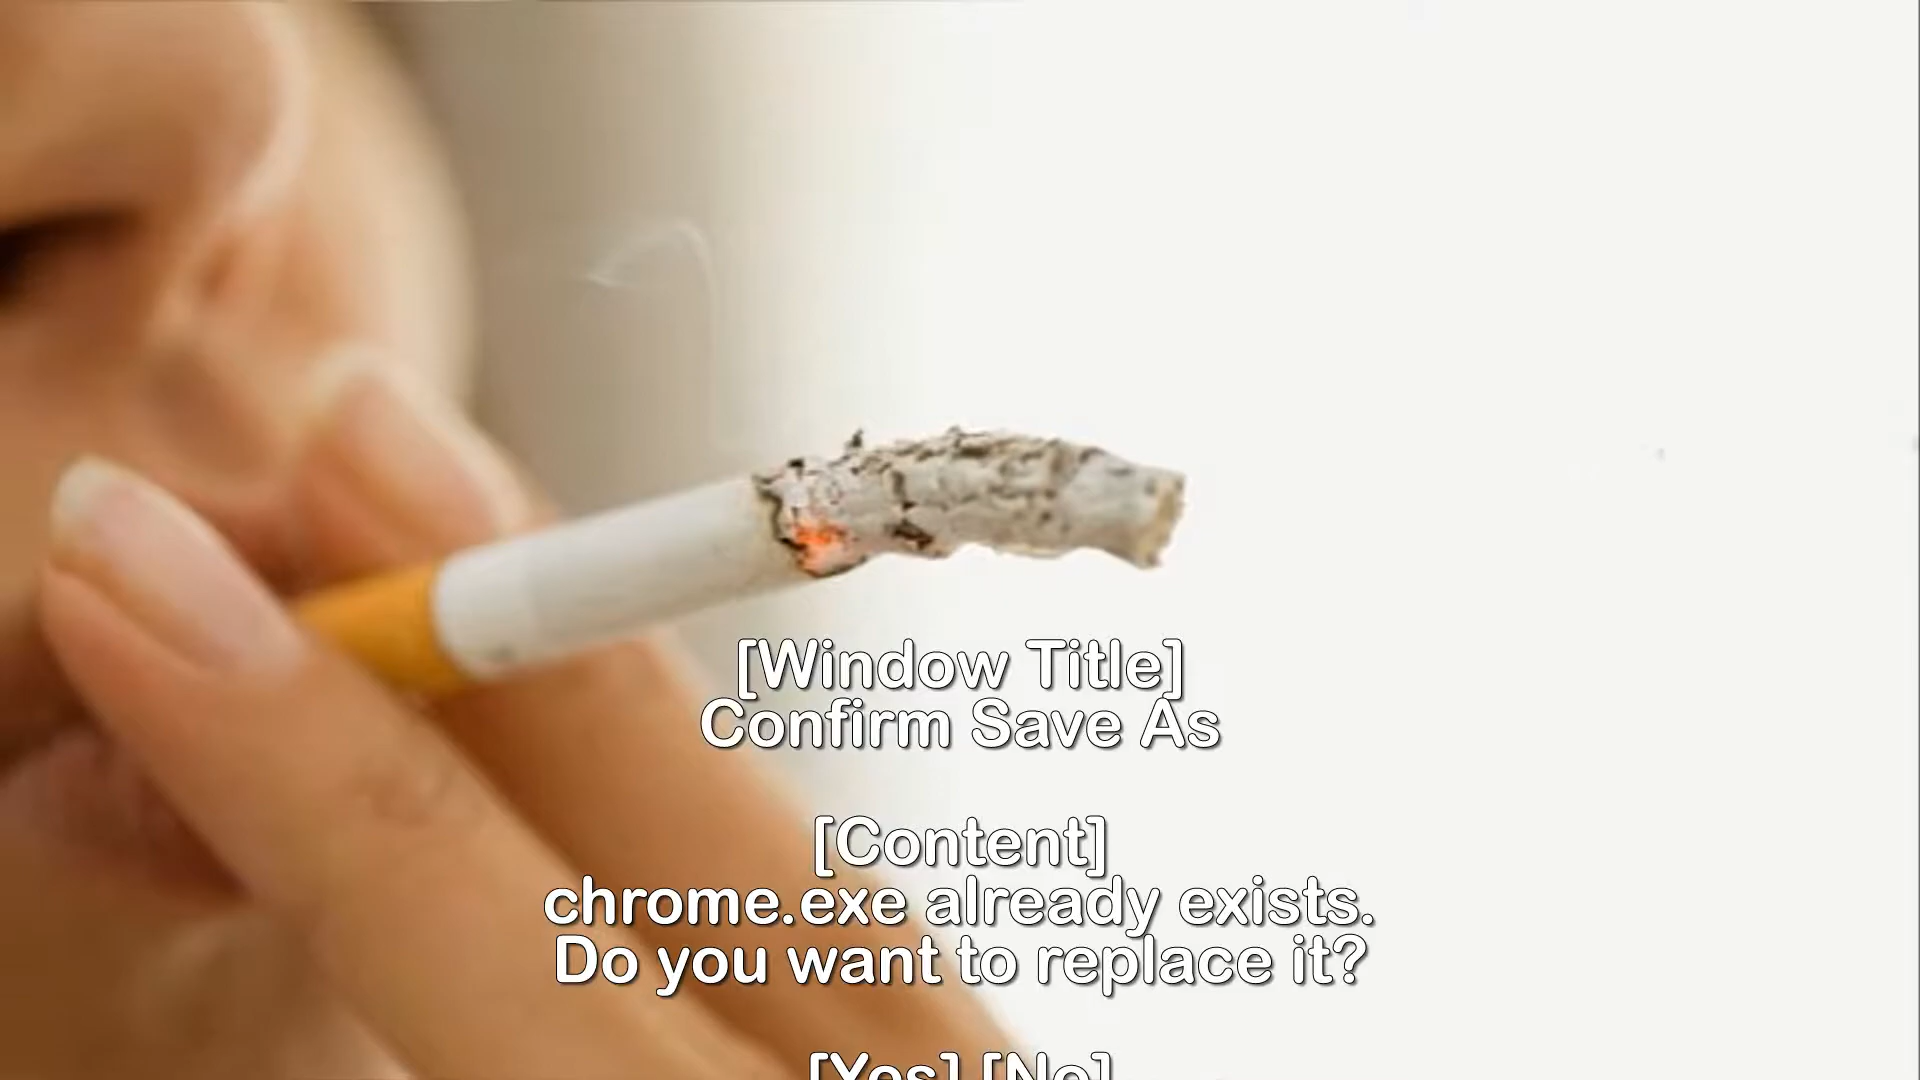 [Window Title]
Confirm Save As
[Content]
chrome.exe already exists.
Do you want to replace it?
[Yes] [No]